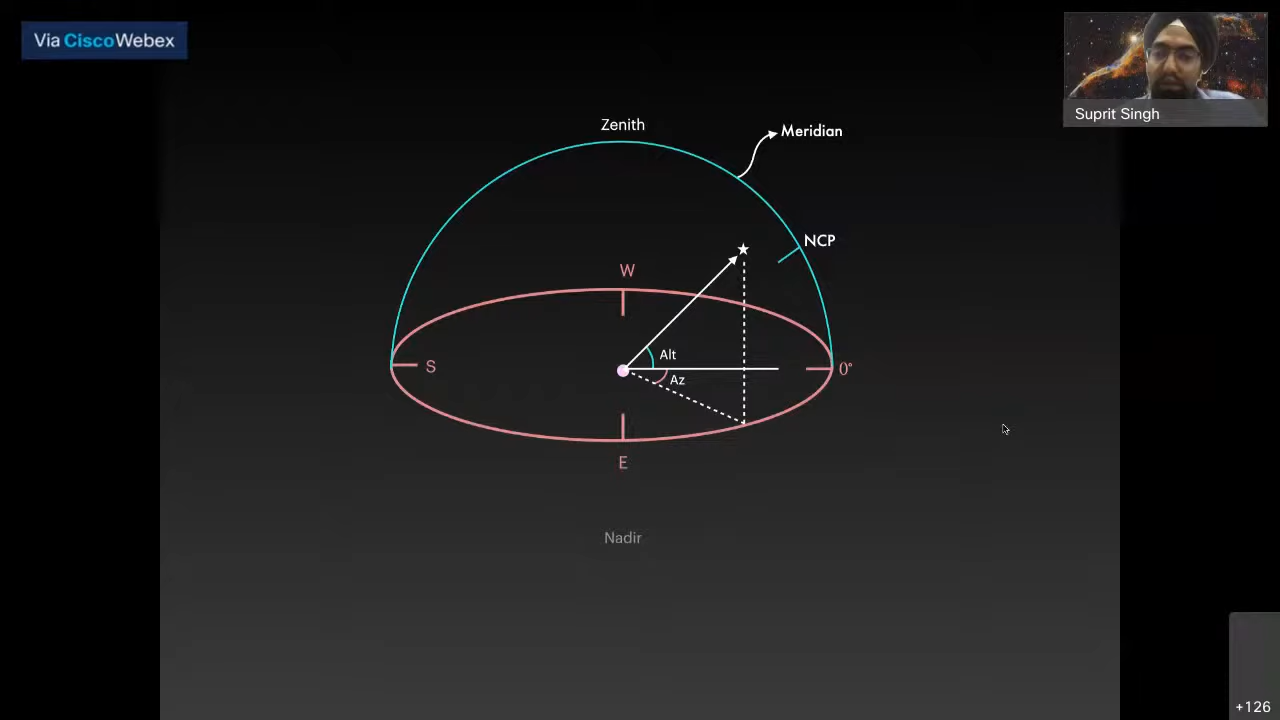 Via CiscoWebex
Suprit Singh
Zenith
Meridian
NCP
W
Alt
S
0°
Az
E
Nadir
+126